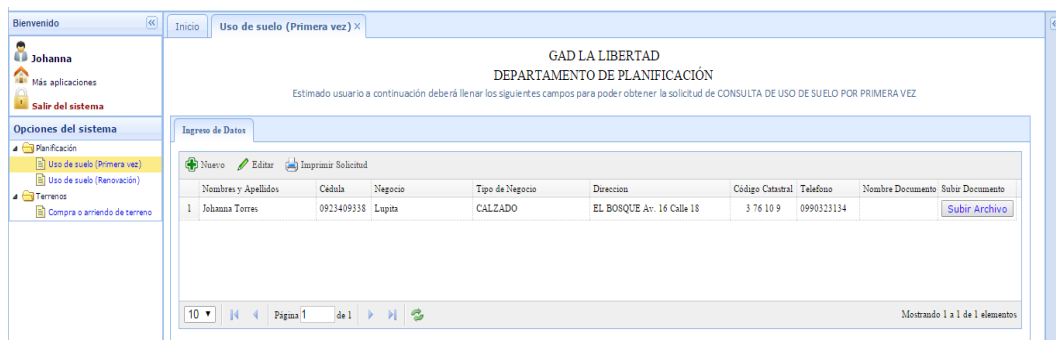 Bienvenido
Johanna
Más aplicaciones
Salir del sistema
Opciones del sistema
Planificación
Uso de suelo (Primera vez)
Uso de suelo (Renovación)
Terrenos
Compra o arriendo de terreno
Inicio
Uso de suelo (Primera vez) ×
GAD LA LIBERTAD
DEPARTAMENTO DE PLANIFICACIÓN
Estimado usuario a continuación deberá llenar los siguientes campos para poder obtener la solicitud de CONSULTA DE USO DE SUELO POR PRIMERA VEZ
Ingreso de Datos
Nuevo Editar Imprimir Solicitud
Nombres y Apellidos Cédula Negocio Tipo de Negocio Direccion Código Catastral Telefono Nombre Documento Subir Documento
1 Johanna Torres 0923409338 Lupita CALZADO EL BOSQUE Av. 16 Calle 18 3 76 10 9 0990323134 Subir Archivo
10 Página 1 de 1 Mostrando 1 a 1 de 1 elementos